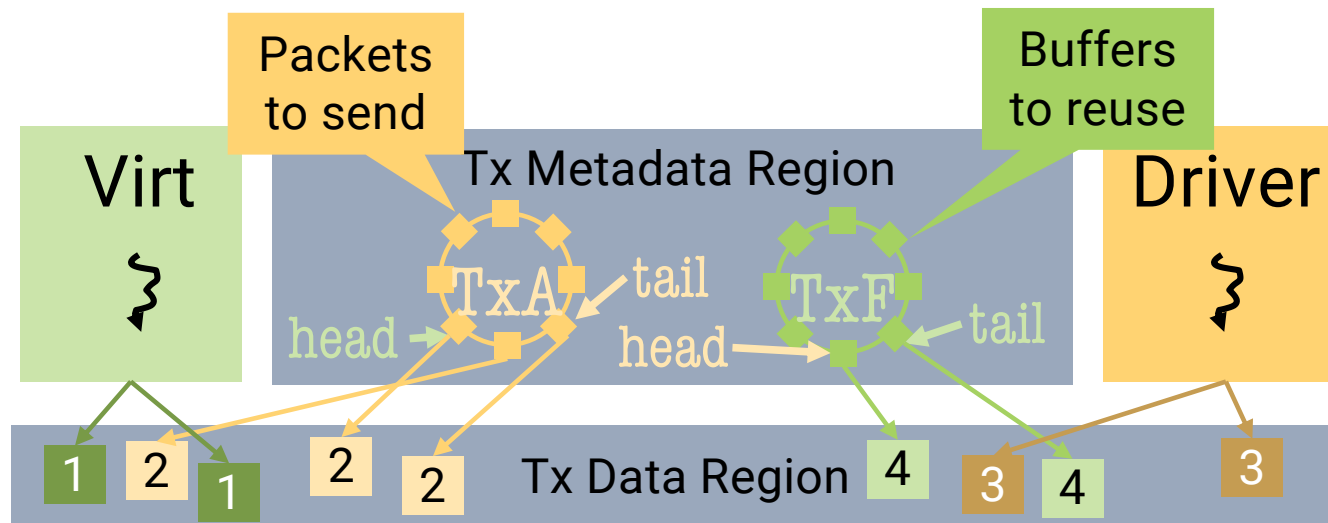 Packets
to send
Buffers
to reuse
Virt
Tx Metadata Region
Driver
TxA
tail
TxF
head
head
tail
1
2
1
2
2
Tx Data Region
4
3
4
3